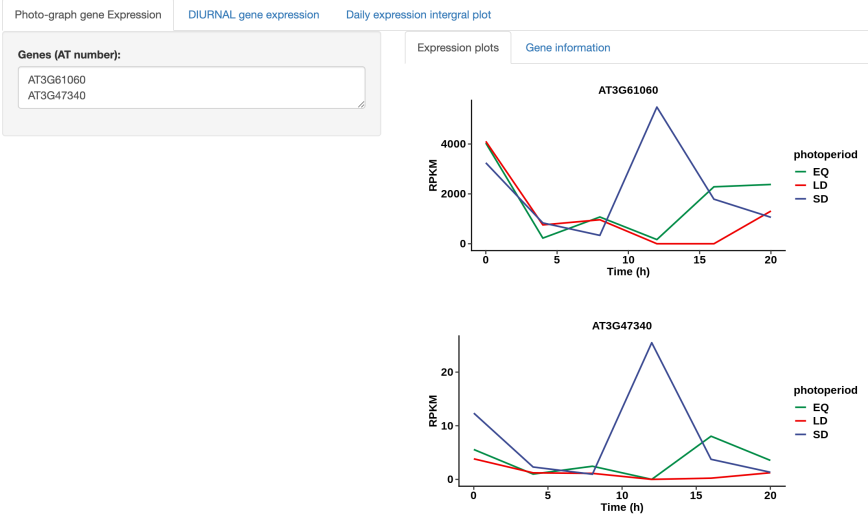 Photo-graph gene Expression
DIURNAL gene expression
Daily expression intergral plot
Genes (AT number):
AT3G61060
AT3G47340
Expression plots
Gene information
AT3G61060
RPKM
4000
2000
0
0 5 10 15 20
Time (h)
photoperiod
EQ
LD
SD
AT3G47340
RPKM
20
10
0
0 5 10 15 20
Time (h)
photoperiod
EQ
LD
SD